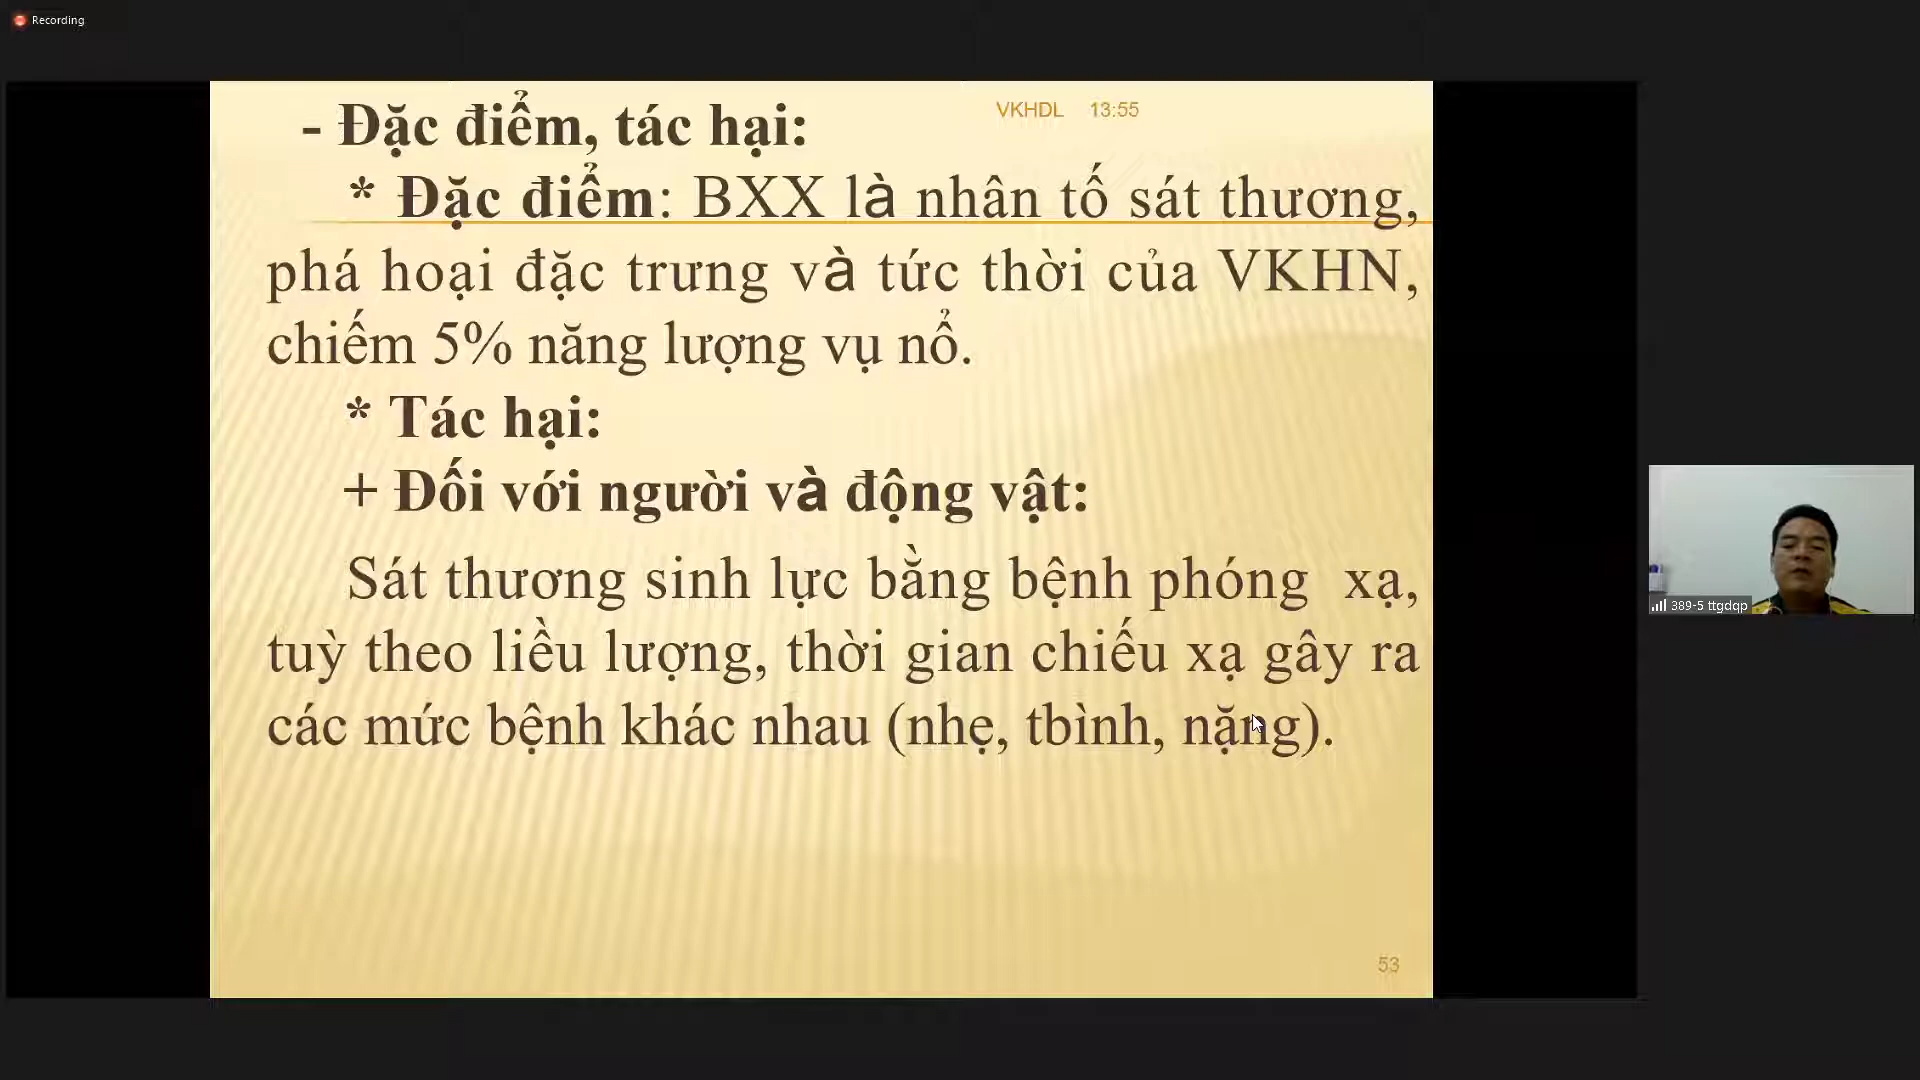 Recording
VKHDL 13:55
- Đặc điểm, tác hại:
* Đặc điểm: BXX là nhân tố sát thương,
phá hoại đặc trưng và tức thời của VKHN,
chiếm 5% năng lượng vụ nổ.
* Tác hại:
+ Đối với người và động vật:
Sát thương sinh lực bằng bệnh phóng xạ,
tuỳ theo liều lượng, thời gian chiếu xạ gây ra
các mức bệnh khác nhau (nhẹ, tbình, nặng).
53
389-5 ttgdqp